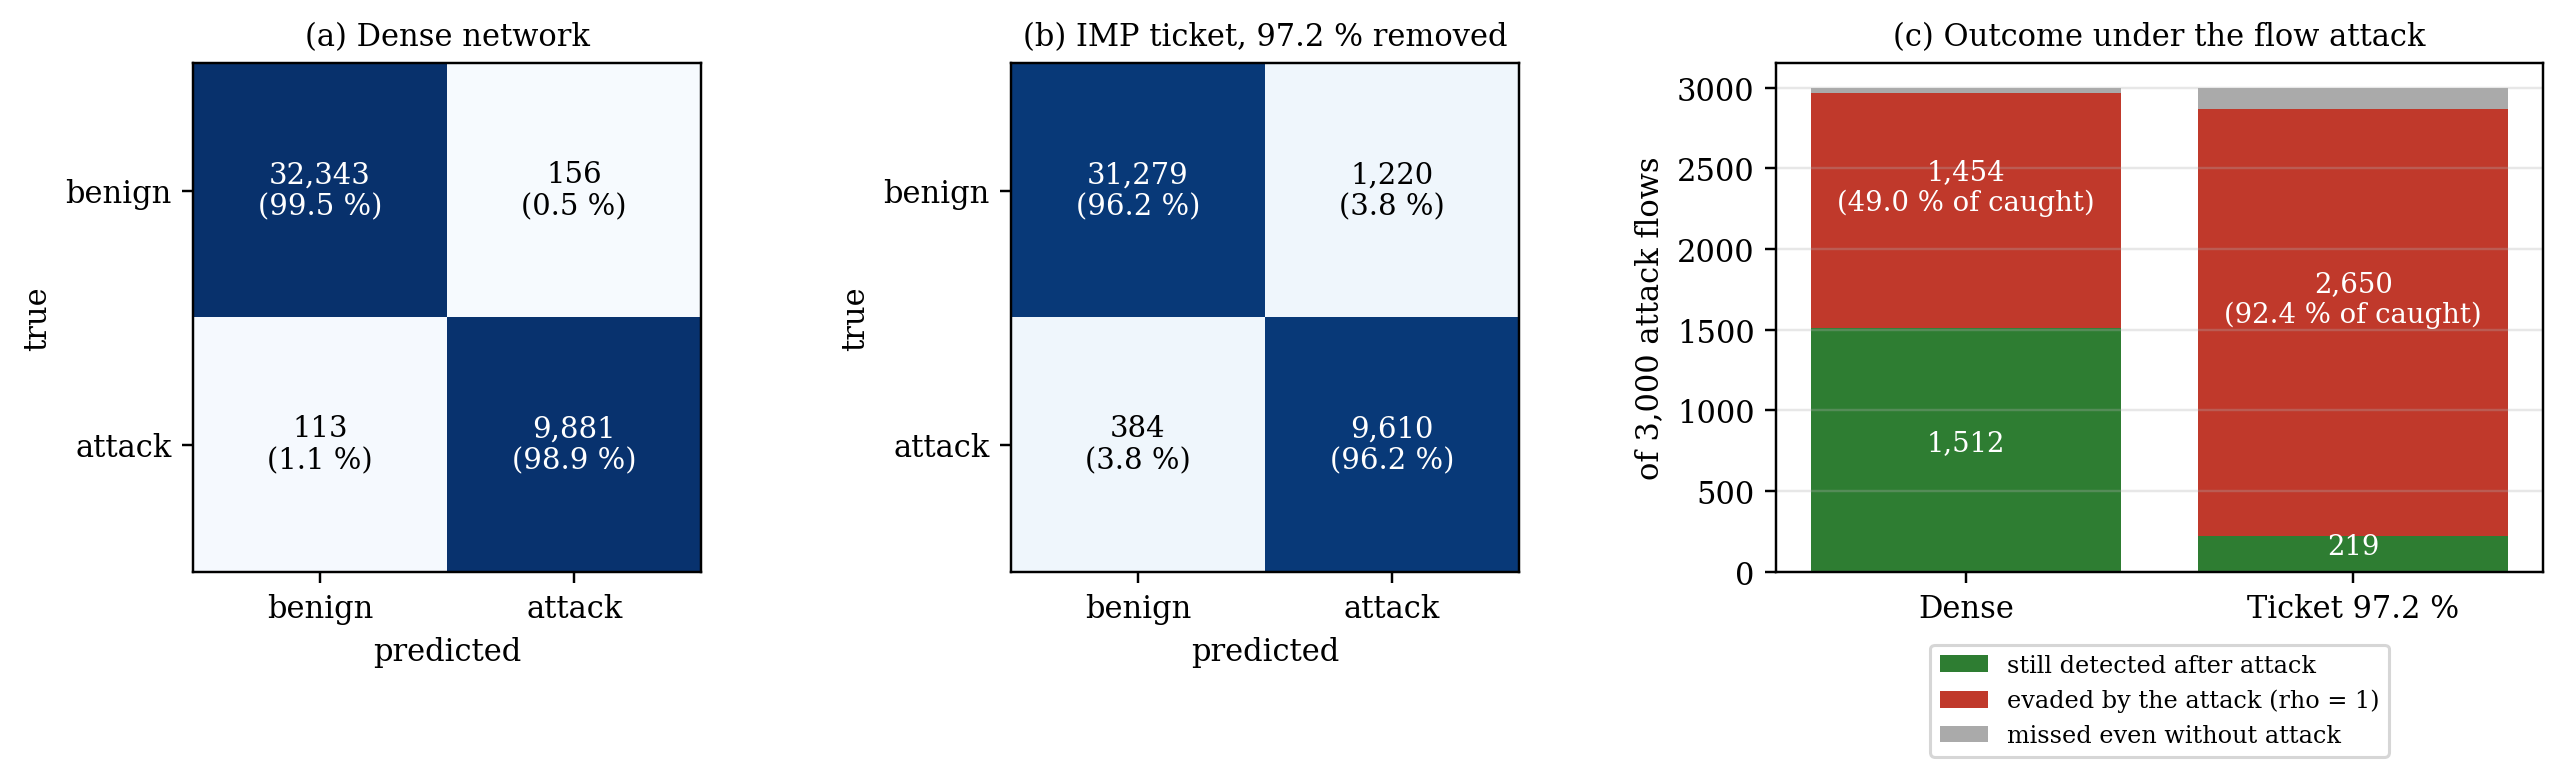 (a) Dense network
true
benign
attack
32,343
(99.5 %)
156
(0.5 %)
113
(1.1 %)
9,881
(98.9 %)
benign
attack
predicted
(b) IMP ticket, 97.2 % removed
true
benign
attack
31,279
(96.2 %)
1,220
(3.8 %)
384
(3.8 %)
9,610
(96.2 %)
benign
attack
predicted
(c) Outcome under the flow attack
of 3,000 attack flows
3000
2500
2000
1500
1000
500
0
1,454
(49.0 % of caught)
1,512
2,650
(92.4 % of caught)
219
Dense
Ticket 97.2 %
still detected after attack
evaded by the attack (rho = 1)
missed even without attack